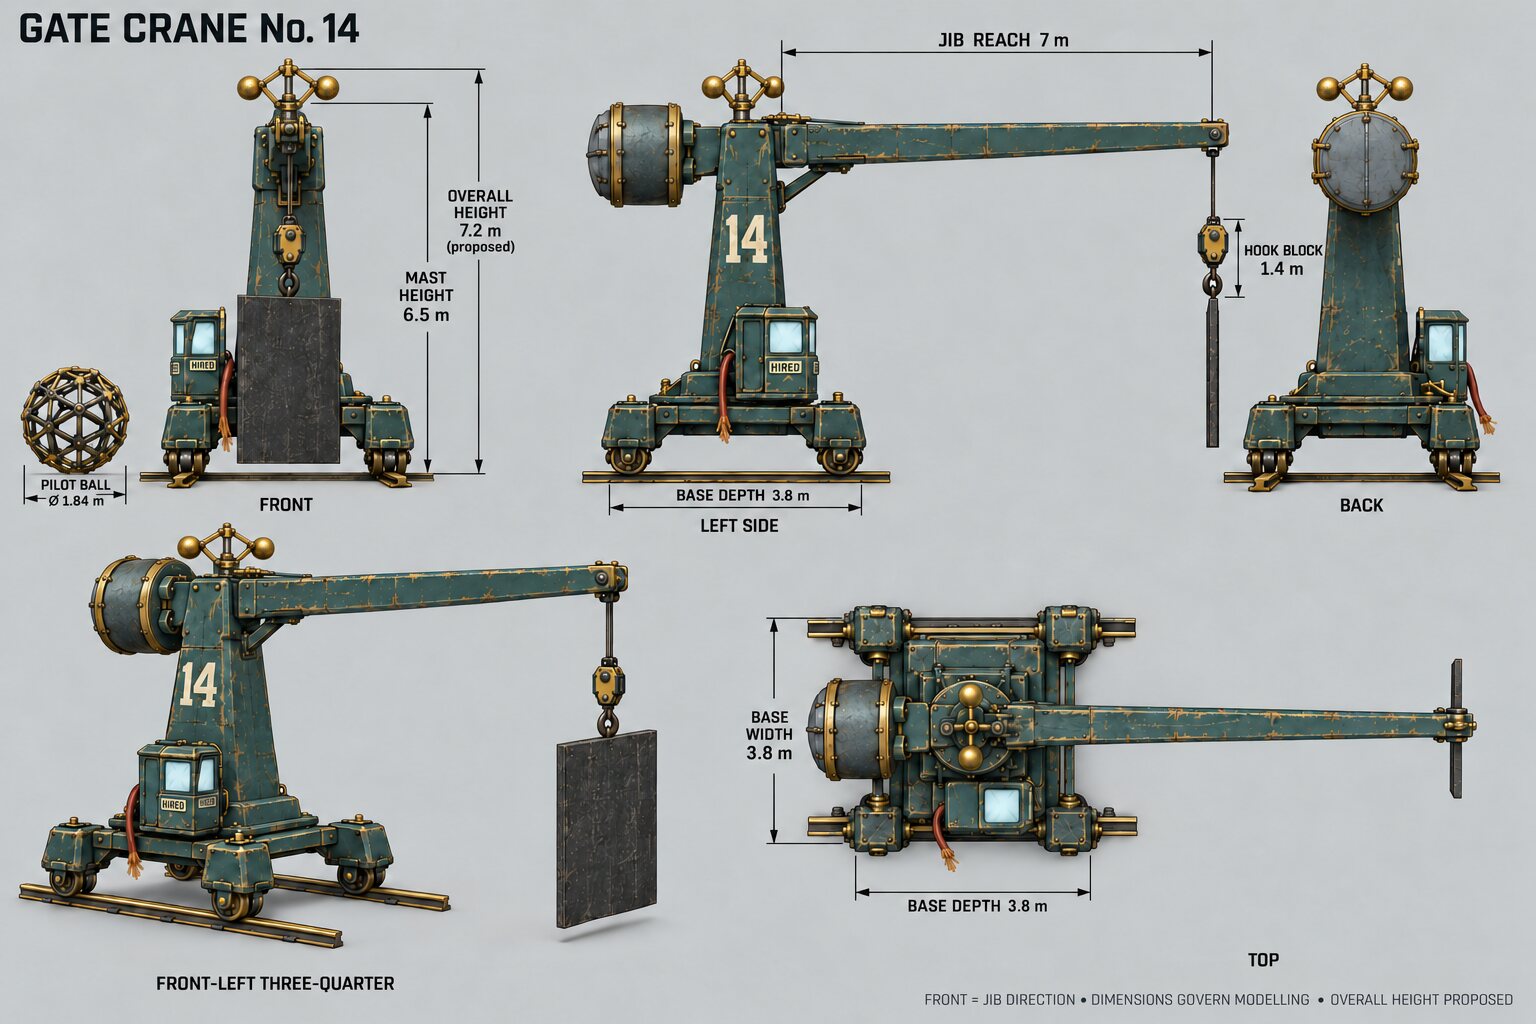 GATE CRANE No. 14
JIB REACH 7 m
OVERALL
HEIGHT
7.2 m
(proposed)
MAST
HEIGHT
6.5 m
14
HOOK BLOCK
1.4 m
HIRED
HIRED
PILOT BALL
Ø 1.84 m
FRONT
BASE DEPTH 3.8 m
LEFT SIDE
BACK
14
HIRED
BASE
WIDTH
3.8 m
BASE DEPTH 3.8 m
FRONT-LEFT THREE-QUARTER
TOP
FRONT = JIB DIRECTION • DIMENSIONS GOVERN MODELLING • OVERALL HEIGHT PROPOSED